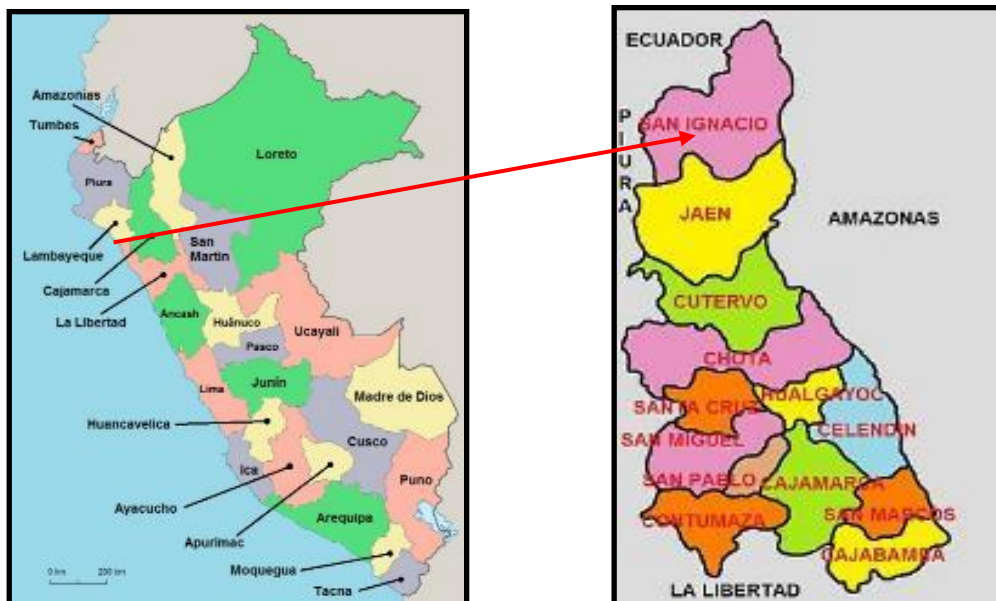 Amazonias
Tumbes
Loreto
Piura
San
Martin
Lambayeque
Cajamarca
La Libertad
Ancash
Huânuco
Ucayali
Pasco
Lima
Junín
Madre de Dios
Huancavelica
Cusco
Ica
Puno
Ayacucho
Arequipa
Apurimac
Moquegua
Tacna
0 km
200 km
ECUADOR
PIURA
SAN IGNACIO
JAEN
AMAZONAS
CUTERVO
CHOTA
HUALGAYOC
SANTA CRUZ
CELENDIN
SAN MIGUEL
SAN PABLO
CAJAMARCA
CONTUMAZA
SAN MARCOS
CAJABAMBA
LA LIBERTAD